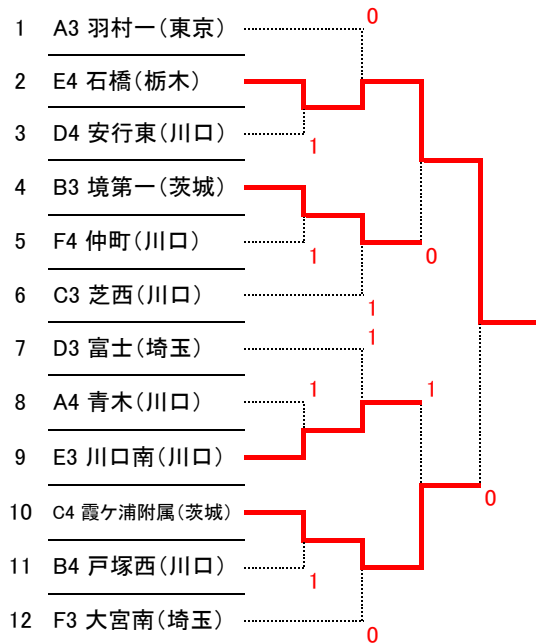 0
1 A3 羽村一(東京)
2 E4 石橋(栃木)
3 D4 安行東(川口)
1
4 B3 境第一(茨城)
5 F4 仲町(川口)
1 0
6 C3 芝西(川口)
1
1
7 D3 富士(埼玉)
8 A4 青木(川口)
1 1
9 E3 川口南(川口)
0
10 C4 霞ケ浦附属(茨城)
11 B4 戸塚西(川口)
1
12 F3 大宮南(埼玉)
0